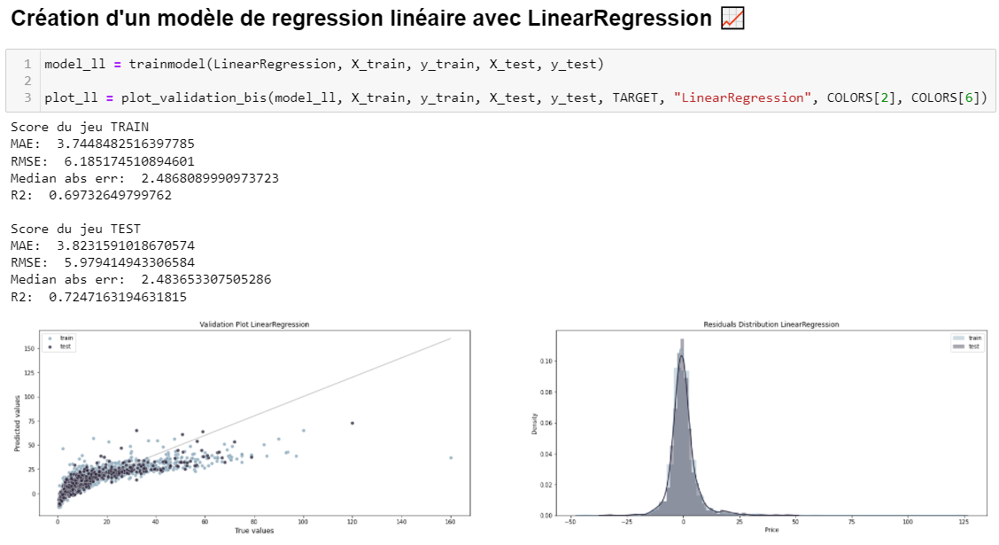 Création d'un modèle de regression linéaire avec LinearRegression 📈
1 model_ll = trainmodel(LinearRegression, X_train, y_train, X_test, y_test)
2
3 plot_ll = plot_validation_bis(model_ll, X_train, y_train, X_test, y_test, TARGET, "LinearRegression", COLORS[2], COLORS[6])
Score du jeu TRAIN
MAE:  3.7448482516397785
RMSE:  6.185174510894601
Median abs err:  2.4868089990973723
R2:  0.69732649799762
Score du jeu TEST
MAE:  3.8231591018670574
RMSE:  5.979414943306584
Median abs err:  2.483653307505286
R2:  0.7247163194631815
Validation Plot LinearRegression
train
test
150
125
100
75
50
25
0
Predicted values
0 20 40 60 80 100 120 140 160
True values
Residuals Distribution LinearRegression
train
test
0.10
0.08
0.06
0.04
0.02
0.00
Density
−50 −25 0 25 50 75 100 125
Price